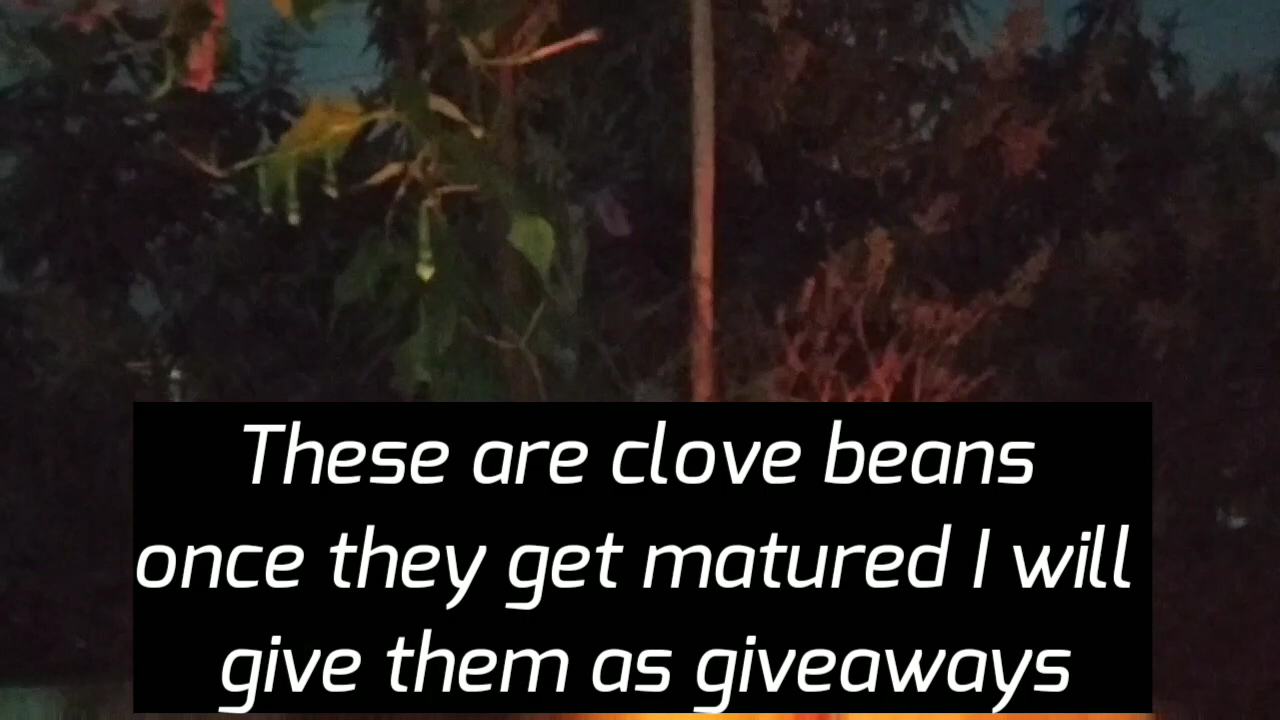 These are clove beans
once they get matured I will
give them as giveaways